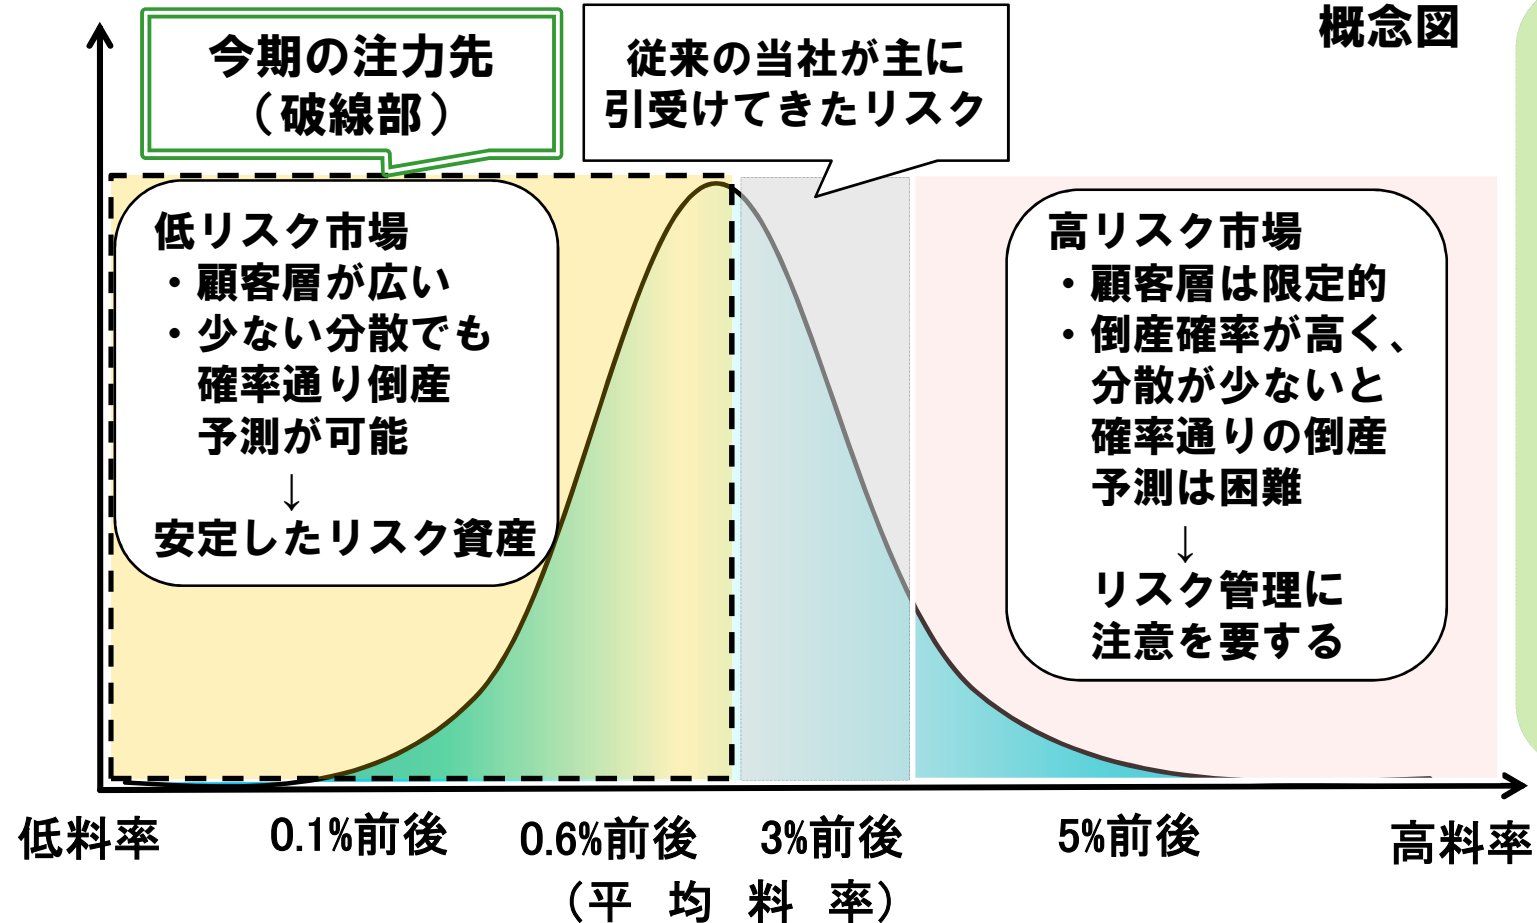 概念図
今期の注力先
（破線部）
従来の当社が主に
引受けてきたリスク
低リスク市場
・顧客層が広い
・少ない分散でも
確率通り倒産
予測が可能
↓
安定したリスク資産
高リスク市場
・顧客層は限定的
・倒産確率が高く、
分散が少ないと
確率通りの倒産
予測は困難
↓
リスク管理に
注意を要する
低料率 0.1%前後 0.6%前後 3%前後 5%前後 高料率
（平 均 料 率）